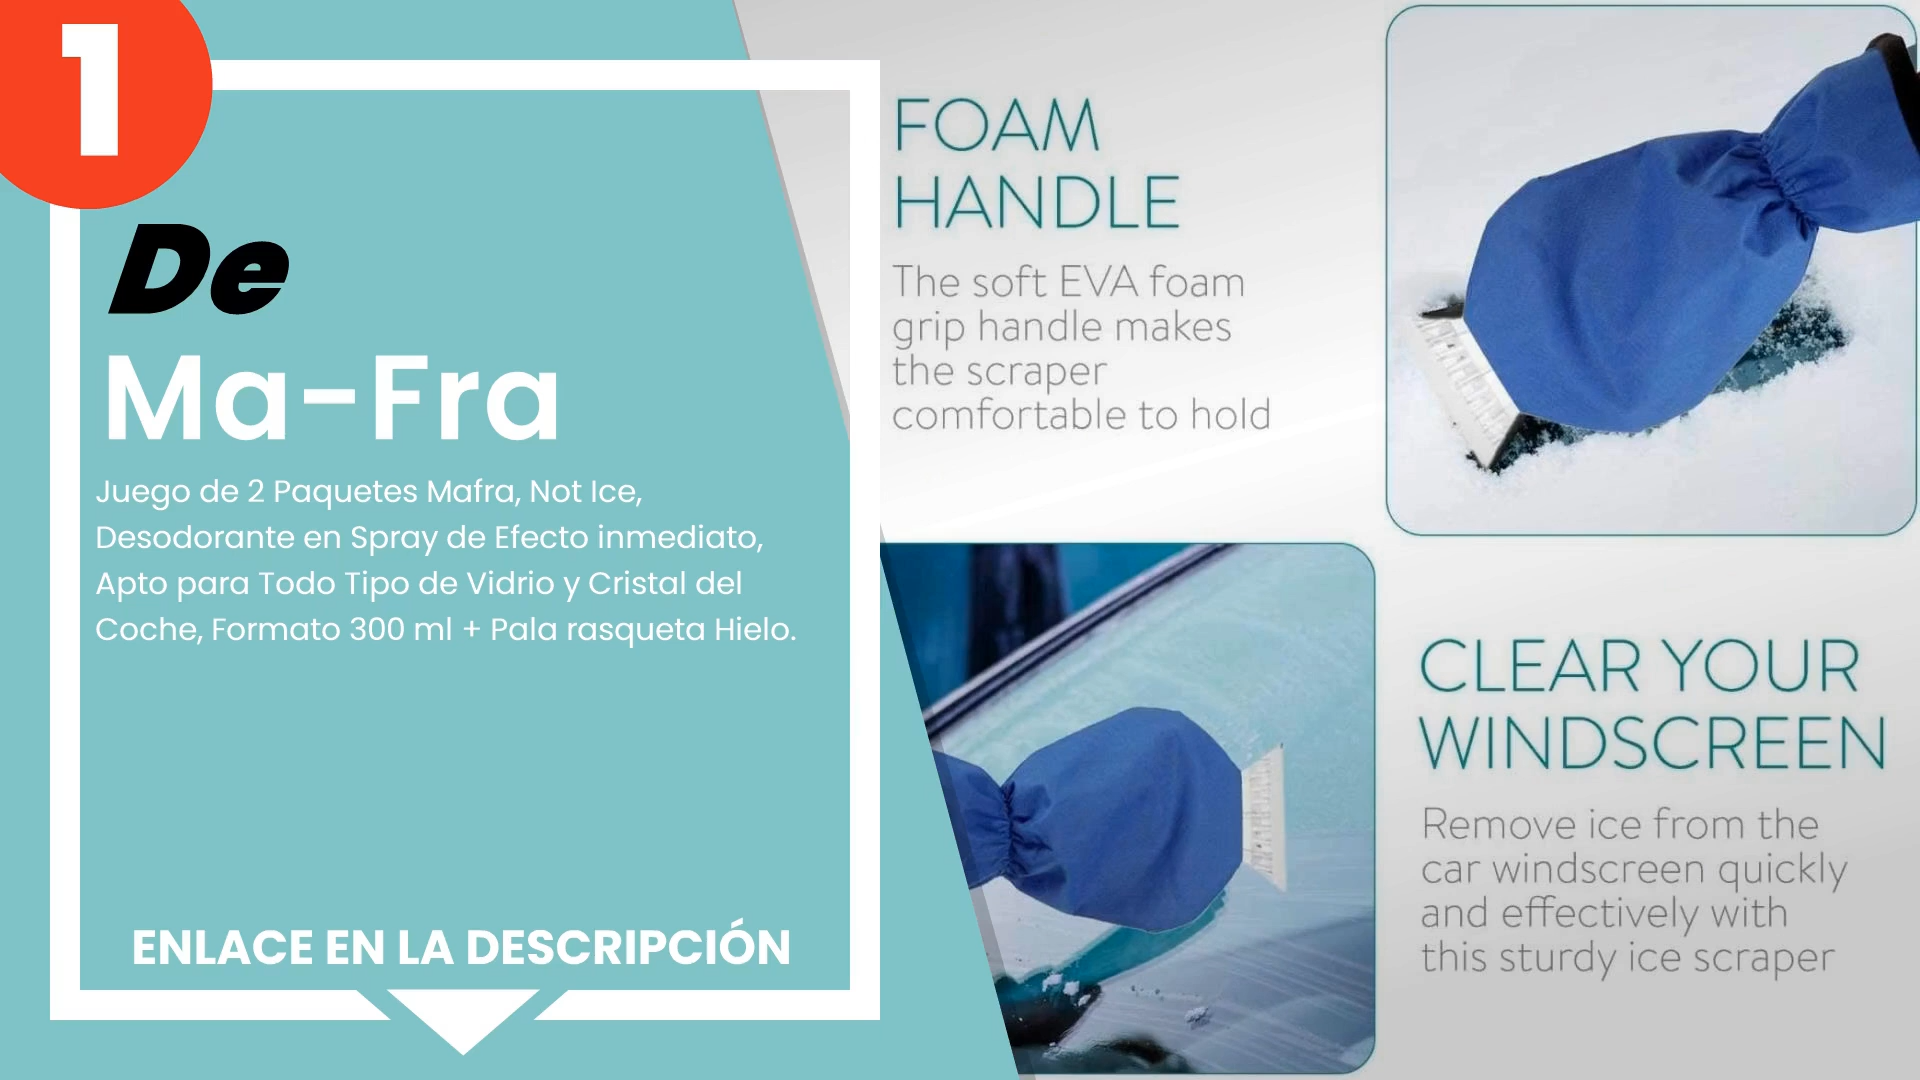 1
De
Ma-Fra
Juego de 2 Paquetes Mafra, Not Ice,
Desodorante en Spray de Efecto inmediato,
Apto para Todo Tipo de Vidrio y Cristal del
Coche, Formato 300 ml + Pala rasqueta Hielo.
ENLACE EN LA DESCRIPCIÓN
FOAM
HANDLE
The soft EVA foam
grip handle makes
the scraper
comfortable to hold
CLEAR YOUR
WINDSCREEN
Remove ice from the
car windscreen quickly
and effectively with
this sturdy ice scraper